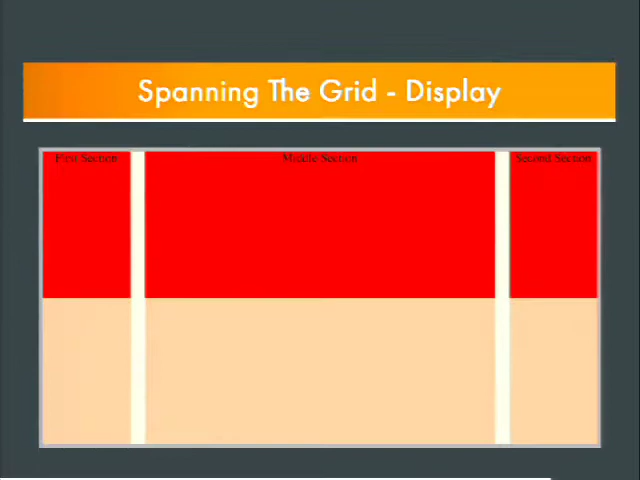 Spanning The Grid - Display
First Section Middle Section Second Section